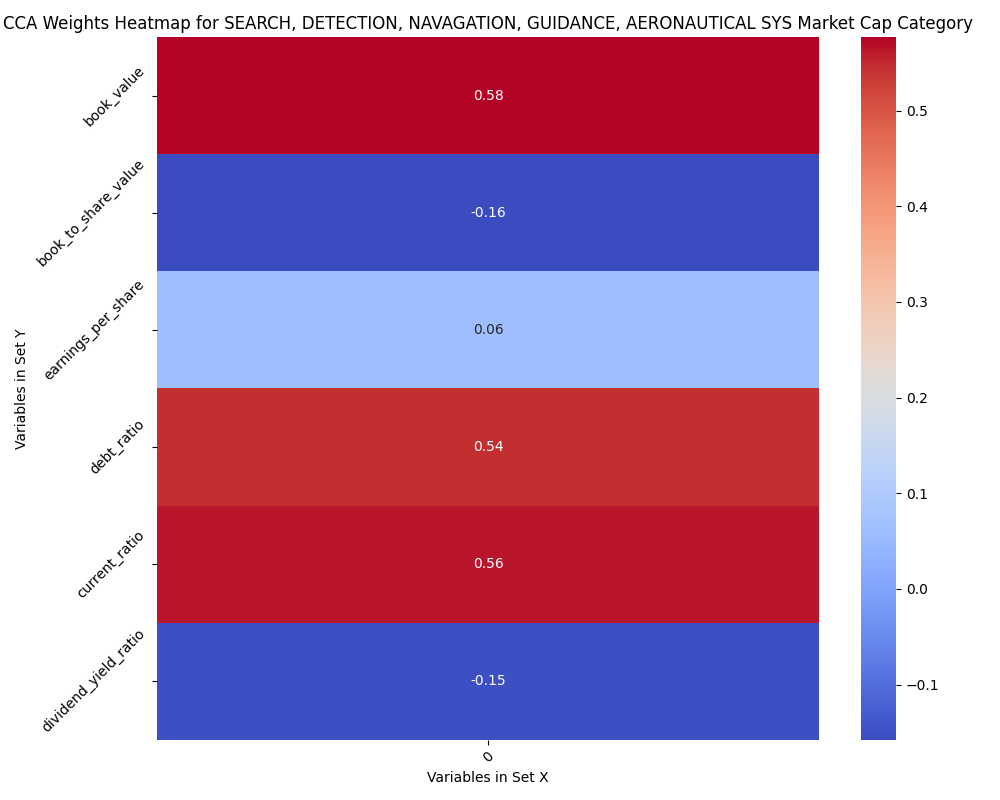 CCA Weights Heatmap for SEARCH, DETECTION, NAVAGATION, GUIDANCE, AERONAUTICAL SYS Market Cap Category
Variables in Set Y
book_value
0.58
book_to_share_value
-0.16
earnings_per_share
0.06
debt_ratio
0.54
current_ratio
0.56
dividend_yield_ratio
-0.15
0
Variables in Set X
0.5
0.4
0.3
0.2
0.1
0.0
−0.1